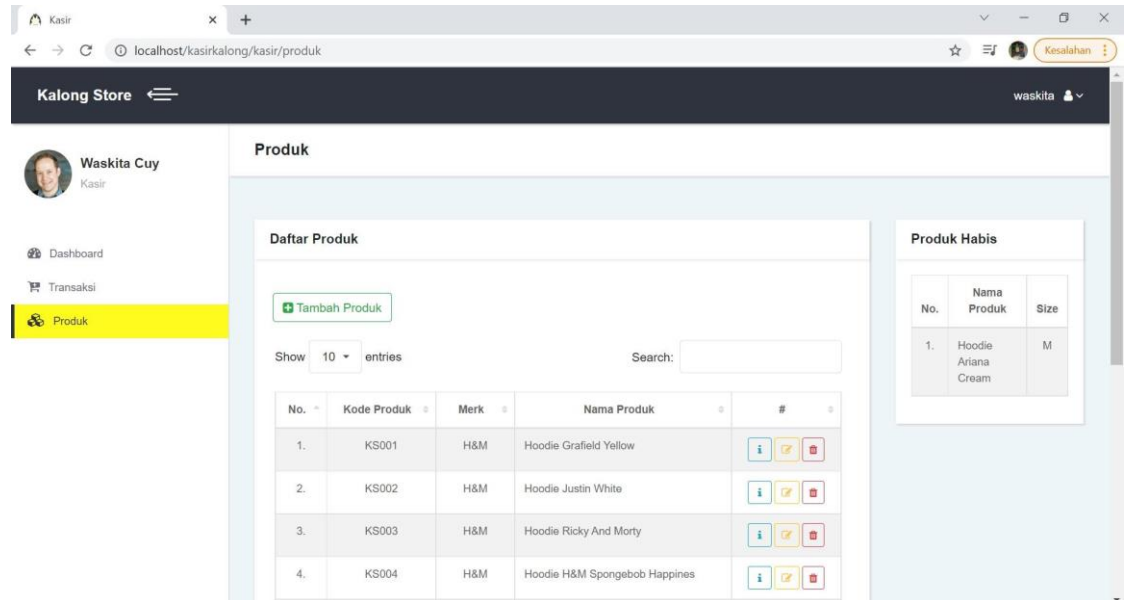 Kasir
localhost/kasirkalong/kasir/produk
Kesalahan
Kalong Store
waskita
Waskita Cuy
Kasir
Dashboard
Transaksi
Produk
Produk
Daftar Produk
Tambah Produk
Show 10 entries
Search:
No. Kode Produk Merk Nama Produk #
1. KS001 H&M Hoodie Grafield Yellow
2. KS002 H&M Hoodie Justin White
3. KS003 H&M Hoodie Ricky And Morty
4. KS004 H&M Hoodie H&M Spongebob Happines
Produk Habis
No. Nama Produk Size
1. Hoodie Ariana Cream M